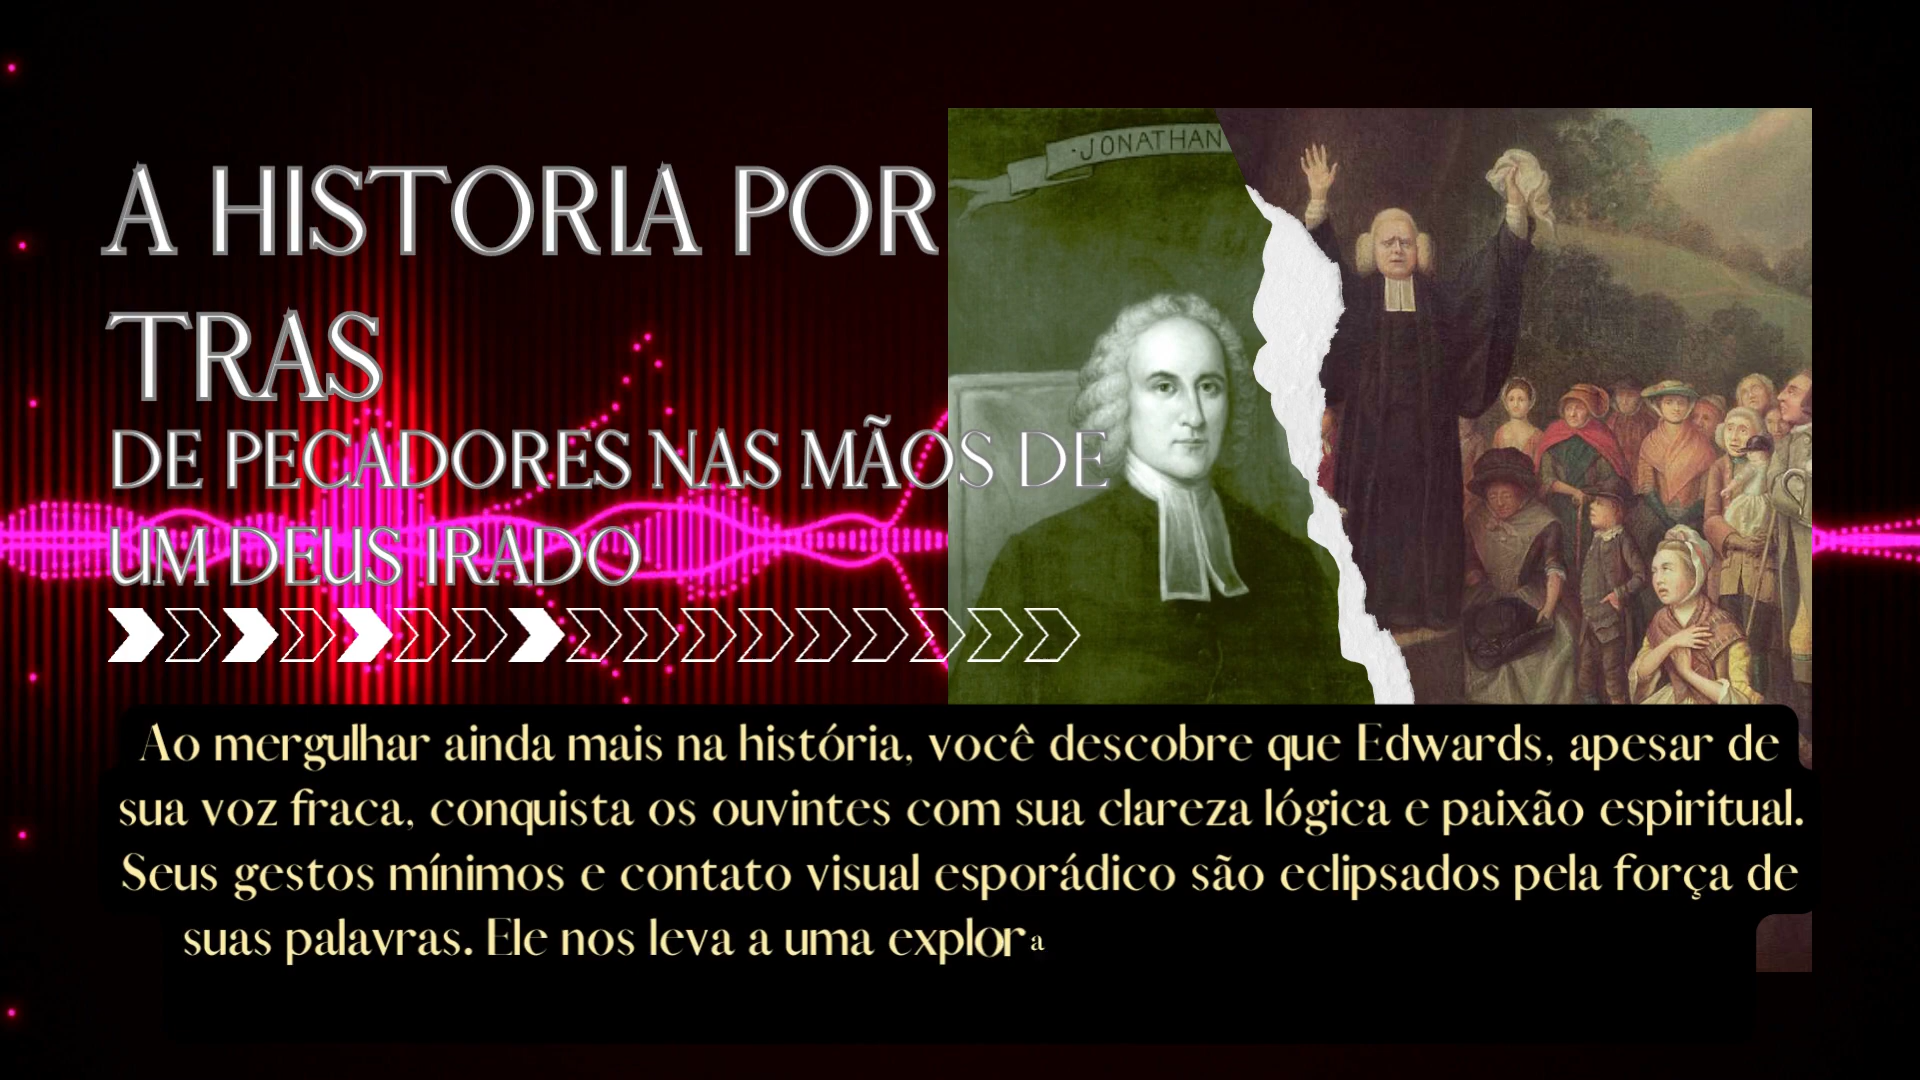 A HISTORIA POR
TRAS
DE PECADORES NAS MÃOS DE
UM DEUS IRADO
·JONATHAN
Ao mergulhar ainda mais na história, você descobre que Edwards, apesar de
sua voz fraca, conquista os ouvintes com sua clareza lógica e paixão espiritual.
Seus gestos mínimos e contato visual esporádico são eclipsados pela força de
suas palavras. Ele nos leva a uma explora